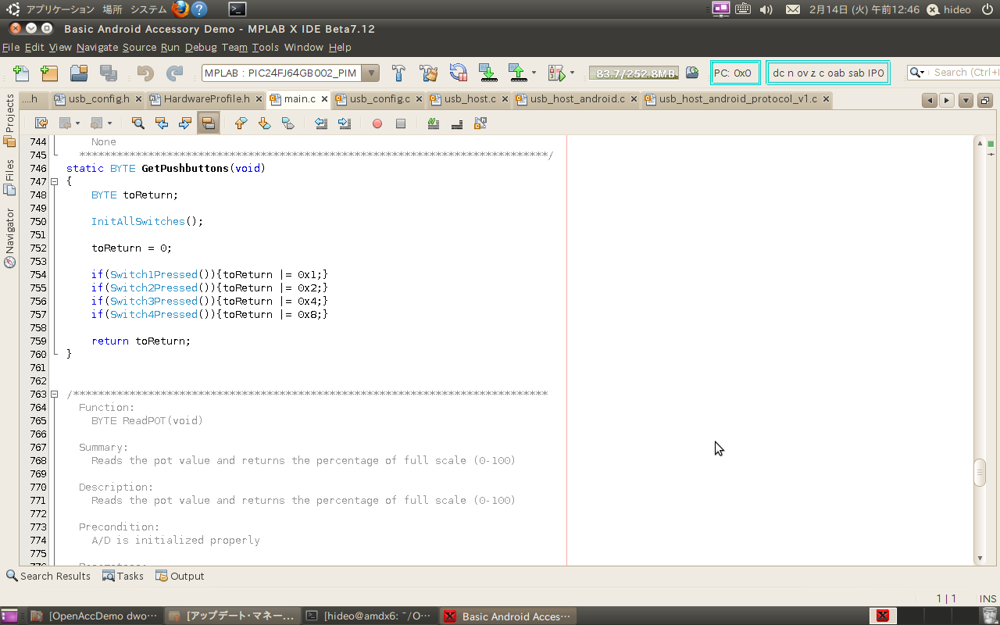 アプリケーション 場所 システム 2月14日 (火) 午前12:46 hideo
Basic Android Accessory Demo - MPLAB X IDE Beta7.12
File Edit View Navigate Source Run Debug Team Tools Window Help
MPLAB : PIC24FJ64GB002_PIM 83.7/252.8MB PC: 0x0 dc n ov z c oab sab IP0 Search (Ctrl+I
....h usb_config.h HardwareProfile.h main.c usb_config.c usb_host.c usb_host_android.c usb_host_android_protocol_v1.c
Projects
Files
Navigator
744 None
745 ***************************************************************************/
746 static BYTE GetPushbuttons(void)
747 {
748 BYTE toReturn;
749
750 InitAllSwitches();
751
752 toReturn = 0;
753
754 if(Switch1Pressed()){toReturn |= 0x1;}
755 if(Switch2Pressed()){toReturn |= 0x2;}
756 if(Switch3Pressed()){toReturn |= 0x4;}
757 if(Switch4Pressed()){toReturn |= 0x8;}
758
759 return toReturn;
760 }
761
762
763 /****************************************************************************
764 Function:
765 BYTE ReadPOT(void)
766
767 Summary:
768 Reads the pot value and returns the percentage of full scale (0-100)
769
770 Description:
771 Reads the pot value and returns the percentage of full scale (0-100)
772
773 Precondition:
774 A/D is initialized properly
775
Search Results Tasks Output
1 | 1 INS
[OpenAccDemo dwo··· [アップデート・マネー... [hideo@amdx6: ~/O··· Basic Android Acces···